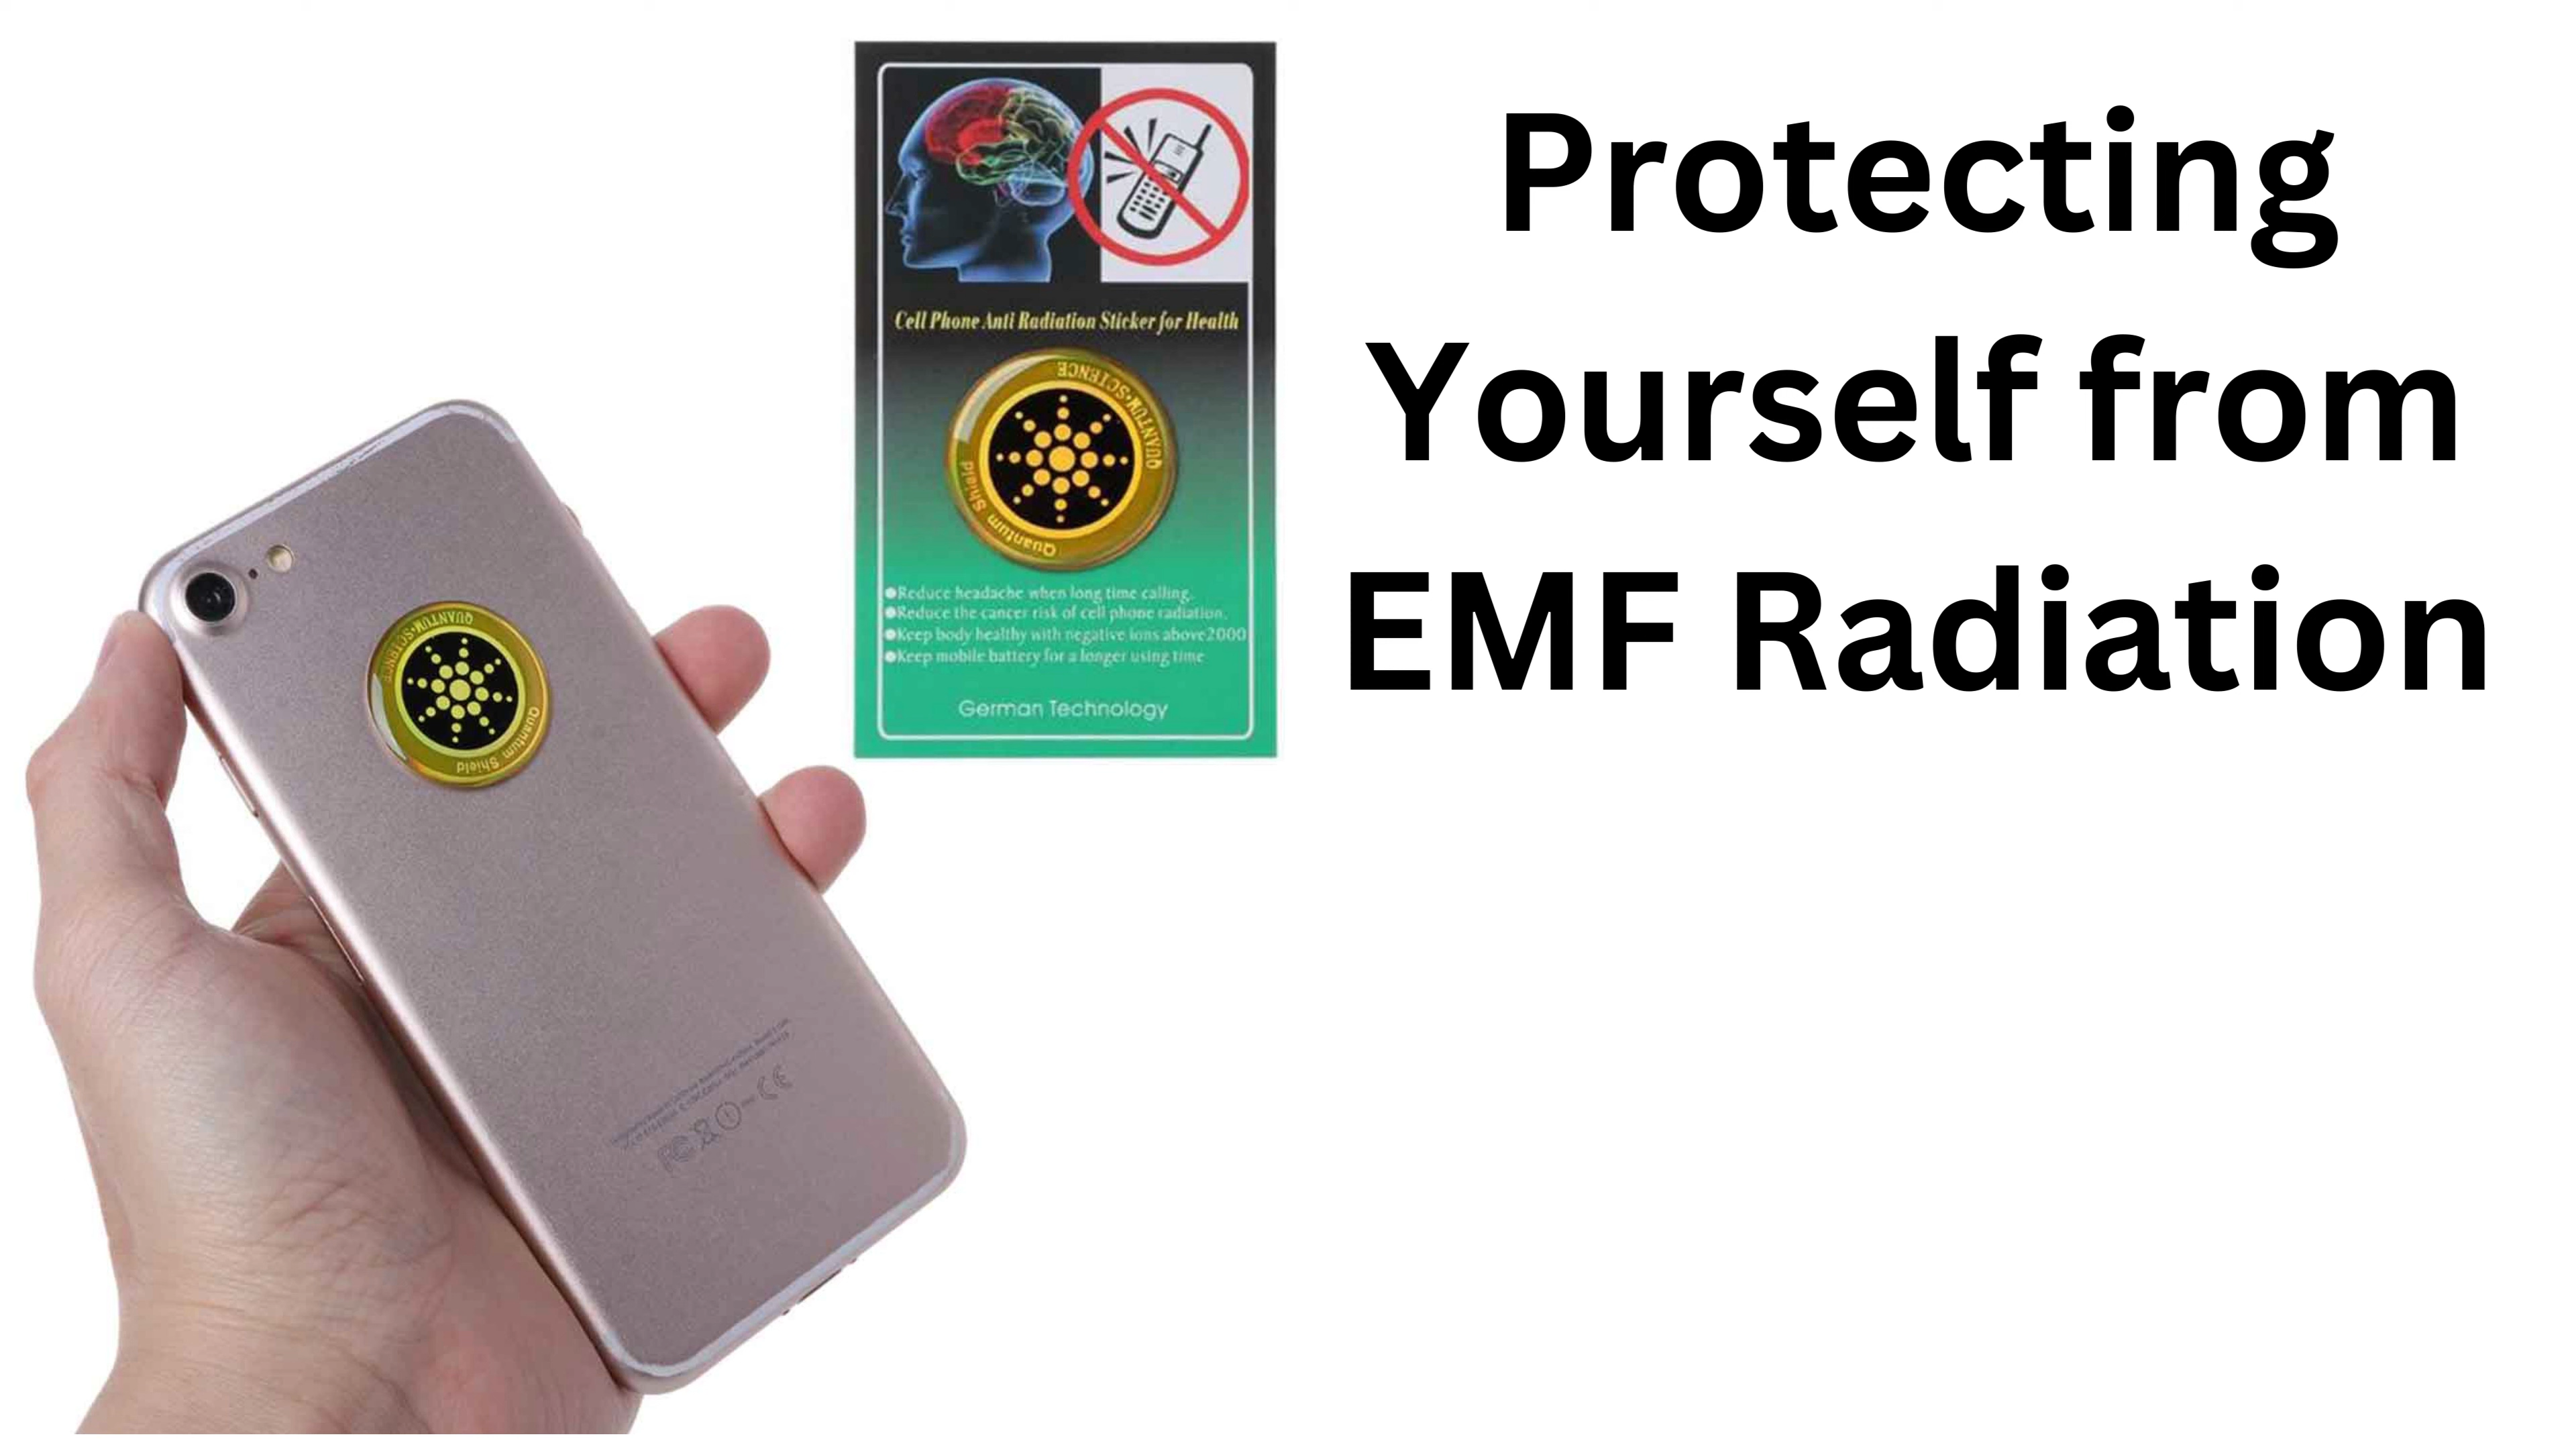 Protecting
Yourself from
EMF Radiation
Cell Phone Anti Radiation Sticker for Health
QUANTUM·SCIENCE
Quantum Shield
●Reduce headache when long time calling.
●Reduce the cancer risk of cell phone radiation.
●Keep body healthy with negative ions above2000
●Keep mobile battery for a longer using time
German Technology
QUANTUM·SCIENCE
Quantum Shield
FC CE